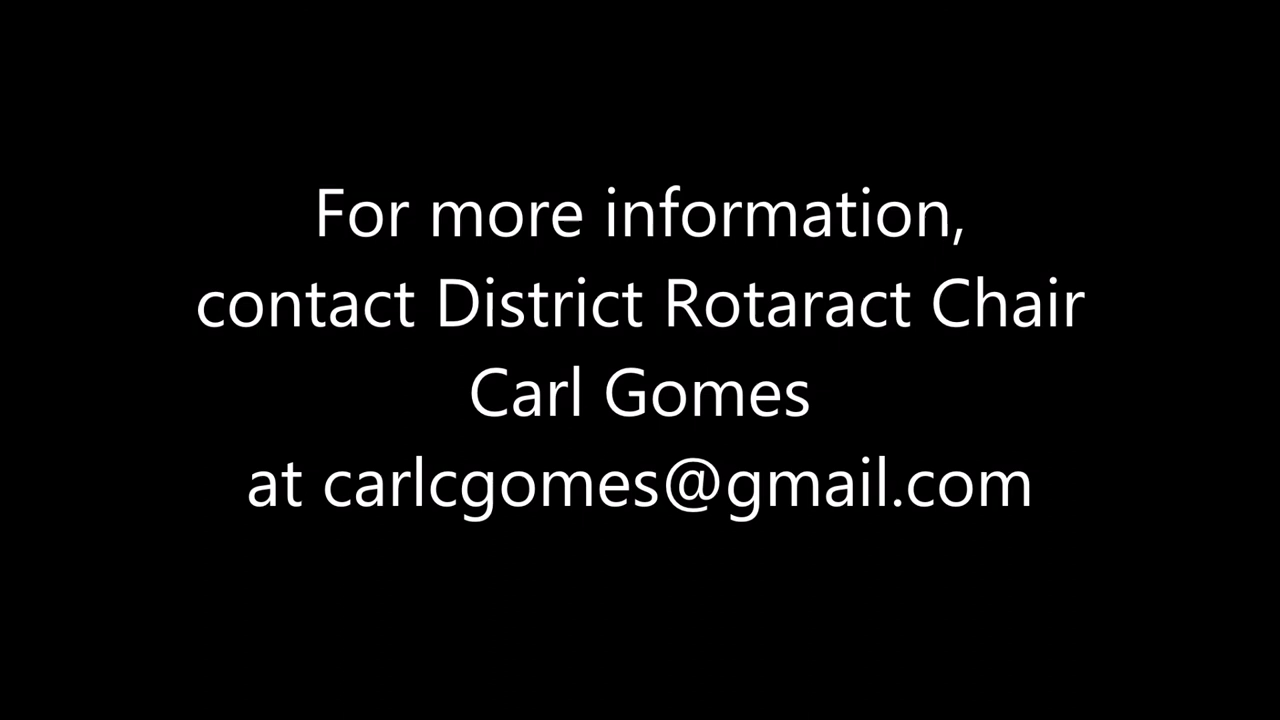 For more information,
contact District Rotaract Chair
Carl Gomes
at carlcgomes@gmail.com